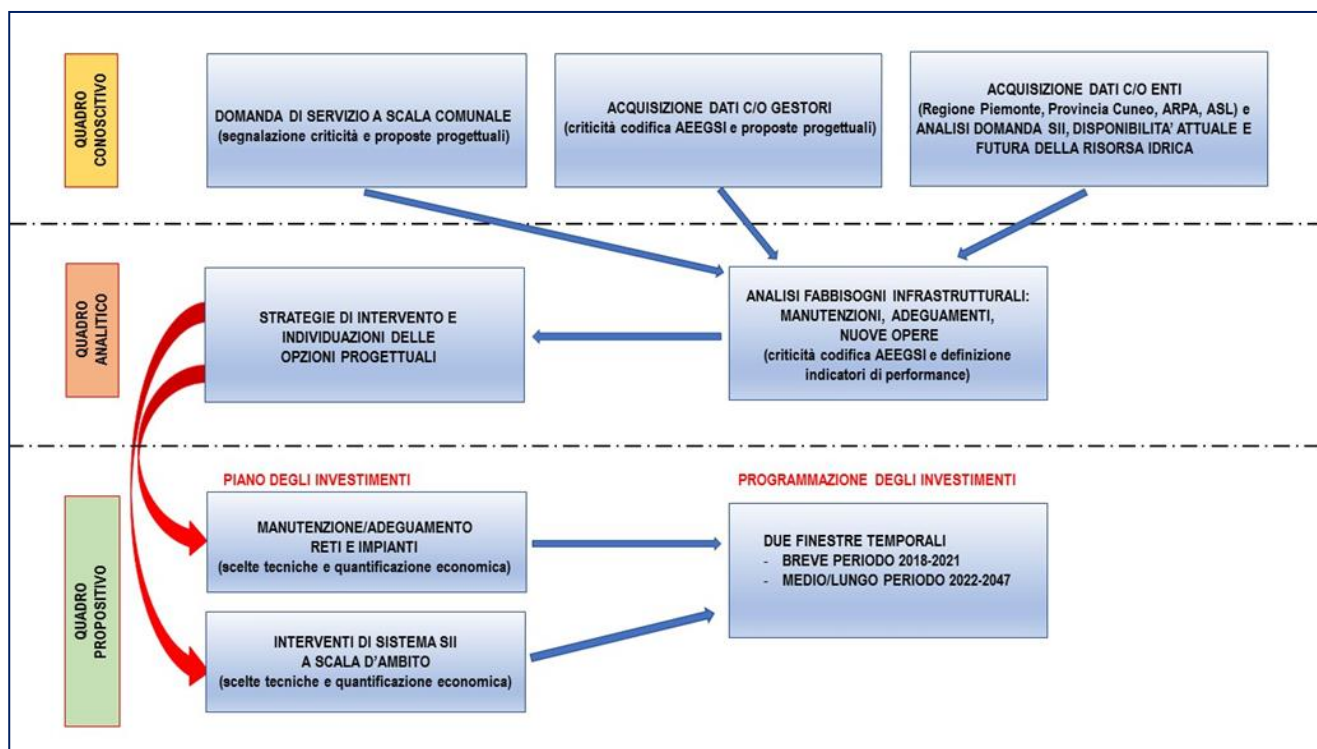 QUADRO
CONOSCITIVO
DOMANDA DI SERVIZIO A SCALA COMUNALE
(segnalazione criticità e proposte progettuali)
ACQUISIZIONE DATI C/O GESTORI
(criticità codifica AEEGSI e proposte progettuali)
ACQUISIZIONE DATI C/O ENTI
(Regione Piemonte, Provincia Cuneo, ARPA, ASL) e
ANALISI DOMANDA SII, DISPONIBILITA' ATTUALE E
FUTURA DELLA RISORSA IDRICA
QUADRO
ANALITICO
STRATEGIE DI INTERVENTO E
INDIVIDUAZIONI DELLE
OPZIONI PROGETTUALI
ANALISI FABBISOGNI INFRASTRUTTURALI:
MANUTENZIONI, ADEGUAMENTI,
NUOVE OPERE
(criticità codifica AEEGSI e definizione
indicatori di performance)
QUADRO
PROPOSITIVO
PIANO DEGLI INVESTIMENTI
MANUTENZIONE/ADEGUAMENTO
RETI E IMPIANTI
(scelte tecniche e quantificazione economica)
INTERVENTI DI SISTEMA SII
A SCALA D'AMBITO
(scelte tecniche e quantificazione economica)
PROGRAMMAZIONE DEGLI INVESTIMENTI
DUE FINESTRE TEMPORALI
- BREVE PERIODO 2018-2021
- MEDIO/LUNGO PERIODO 2022-2047